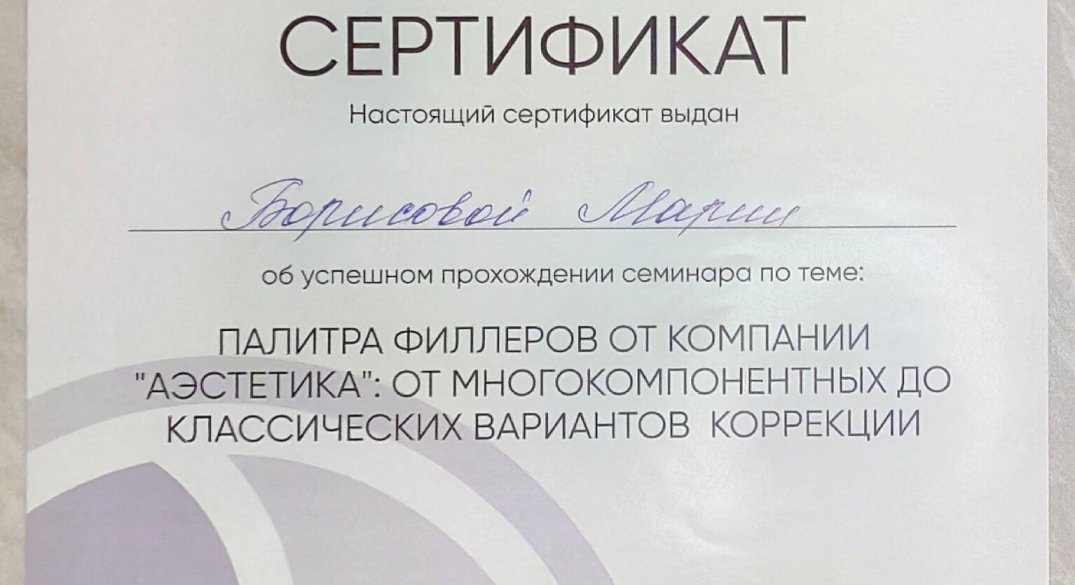 СЕРТИФИКАТ
Настоящий сертификат выдан
Борисовой Марии
об успешном прохождении семинара по теме:
ПАЛИТРА ФИЛЛЕРОВ ОТ КОМПАНИИ
"АЭСТЕТИКА": ОТ МНОГОКОМПОНЕНТНЫХ ДО
КЛАССИЧЕСКИХ ВАРИАНТОВ КОРРЕКЦИИ